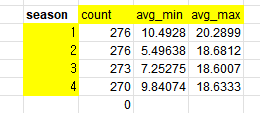 season count avg_min avg_max
1 276 10.4928 20.2899
2 276 5.49638 18.6812
3 273 7.25275 18.6007
4 270 9.84074 18.6333
0